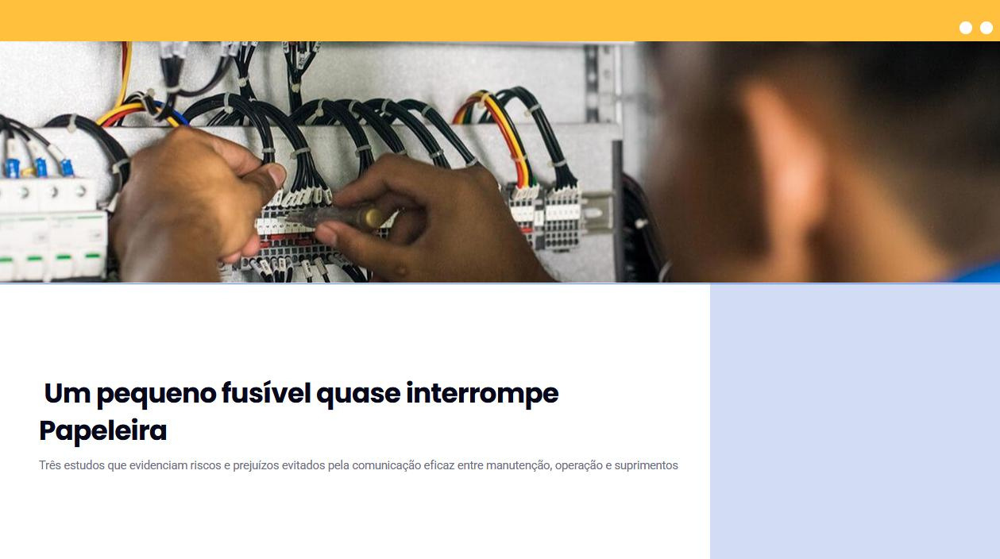 Um pequeno fusível quase interrompe
Papeleira
Três estudos que evidenciam riscos e prejuízos evitados pela comunicação eficaz entre manutenção, operação e suprimentos